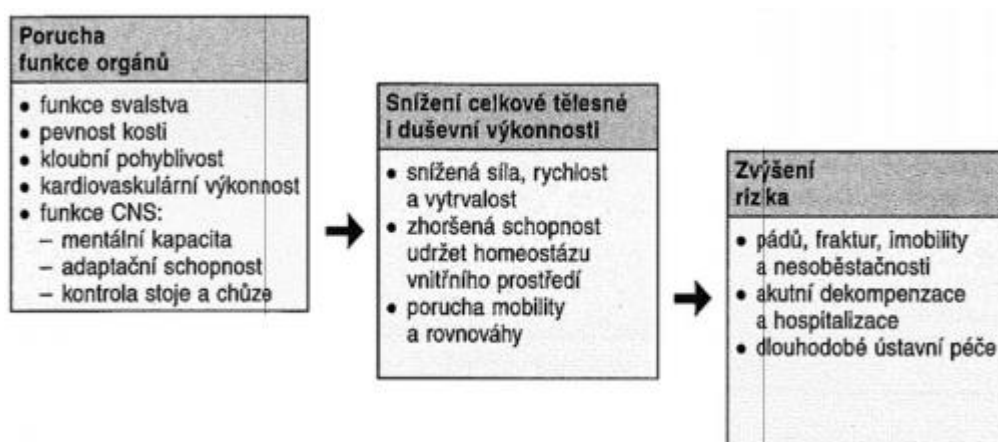 Porucha
funkce orgánů
• funkce svalstva
• pevnost kosti
• kloubní pohyblivost
• kardiovaskulární výkonnost
• funkce CNS:
– mentální kapacita
– adaptační schopnost
– kontrola stoje a chůze
Snížení celkové tělesné
i duševní výkonnosti
• snížená síla, rychlost
a vytrvalost
• zhoršená schopnost
udržet homeostázu
vnitřního prostředí
• porucha mobility
a rovnováhy
Zvýšení
rizika
• pádů, fraktur, imobility
a nesoběstačnosti
• akutní dekompenzace
a hospitalizace
• dlouhodobé ústavní péče